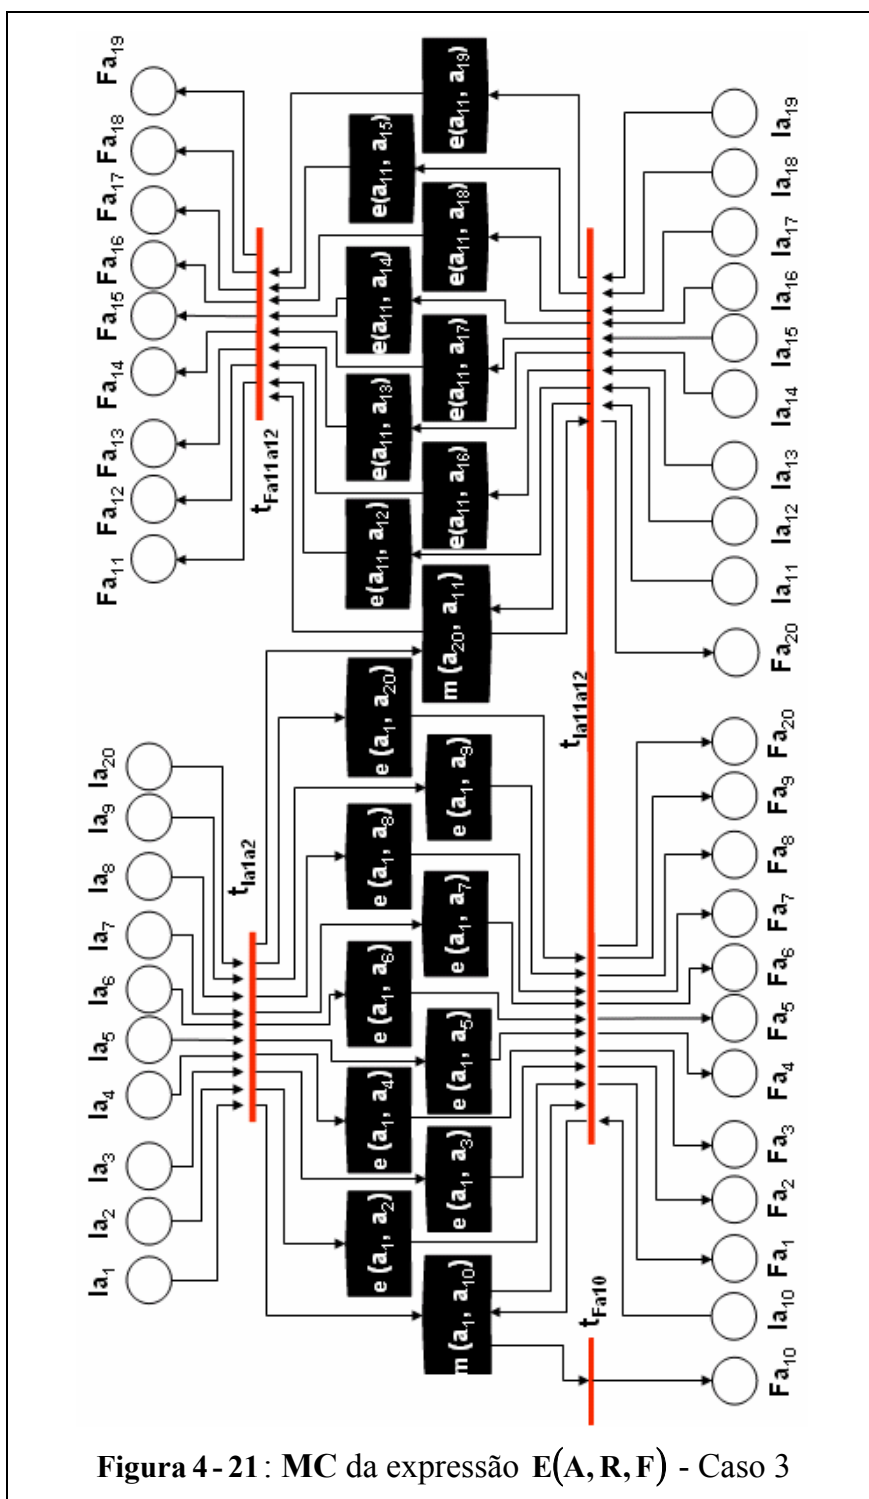 Fa19
Fa18
Fa17
Fa16
Fa15
Fa14
Fa13
Fa12
Fa11
tFa11a12
e(a11, a19)
e(a11, a15)
e(a11, a18)
e(a11, a14)
e(a11, a17)
e(a11, a13)
e(a11, a16)
e(a11, a12)
m (a20, a11)
Ia19
Ia18
Ia17
Ia16
Ia15
Ia14
Ia13
Ia12
Ia11
Fa20
tIa11a12
Ia20
Ia9
Ia8
Ia7
Ia6
Ia5
Ia4
Ia3
Ia2
Ia1
tIa1a2
e (a1, a20)
e (a1, a9)
e (a1, a8)
e (a1, a7)
e (a1, a6)
e (a1, a5)
e (a1, a4)
e (a1, a3)
e (a1, a2)
m (a1, a10)
Fa20
Fa9
Fa8
Fa7
Fa6
Fa5
Fa4
Fa3
Fa2
Fa1
Ia10
Fa10
tFa10
Figura 4 - 21 : MC da expressão E(A, R, F) - Caso 3